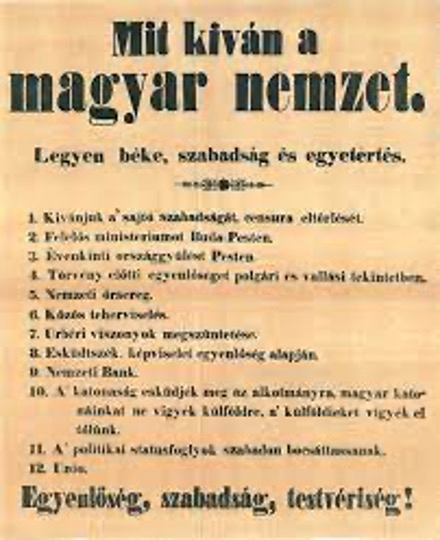 Mit kíván a
magyar nemzet.
Legyen béke, szabadság és egyetértés.
1. Kivánjuk a' sajtó szabadságát, censura eltörlését.
2. Felelős ministeriumot Buda-Pesten.
3. Évenkinti országgyülést Pesten.
4. Törvény előtti egyenlőséget polgári és vallási tekintetben.
5. Nemzeti őrsereg.
6. Közös teherviselés.
7. Urbéri viszonyok megszüntetése.
8. Esküdtszék, képviselet egyenlőség alapján.
9. Nemzeti Bank.
10. A' katonaság esküdjék meg az alkotmányra, magyar kato-
náinkat ne vigyék külföldre, a' külföldieket vigyék el
tőlünk.
11. A' politikai statusfoglyok szabadon bocsáttassanak.
12. Unio.
Egyenlőség, szabadság, testvériség!